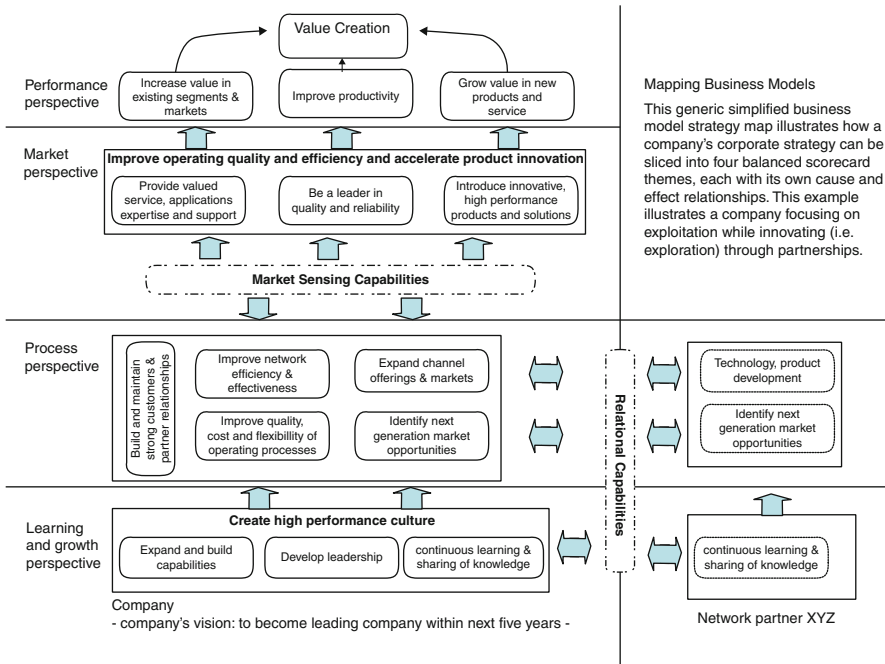 Value Creation
Performance
perspective
Increase value in
existing segments &
markets
Improve productivity
Grow value in new
products and
service
Mapping Business Models
This generic simplified business
model strategy map illustrates how a
company's corporate strategy can be
sliced into four balanced scorecard
themes, each with its own cause and
effect relationships. This example
illustrates a company focusing on
exploitation while innovating (i.e.
exploration) through partnerships.
Market
perspective
Improve operating quality and efficiency and accelerate product innovation
Provide valued
service, applications
expertise and support
Be a leader in
quality and reliability
Introduce innovative,
high performance
products and solutions
Market Sensing Capabilities
Process
perspective
Build and maintain
strong customers &
partner relationships
Improve network
efficiency &
effectiveness
Expand channel
offerings & markets
Improve quality,
cost and flexibillity of
operating processes
Identify next
generation market
opportunities
Relational Capabilities
Technology, product
development
Identify next
generation market
opportunities
Learning
and growth
perspective
Create high performance culture
Expand and build
capabilities
Develop leadership
continuous learning &
sharing of knowledge
continuous learning &
sharing of knowledge
Company
- company's vision: to become leading company within next five years -
Network partner XYZ